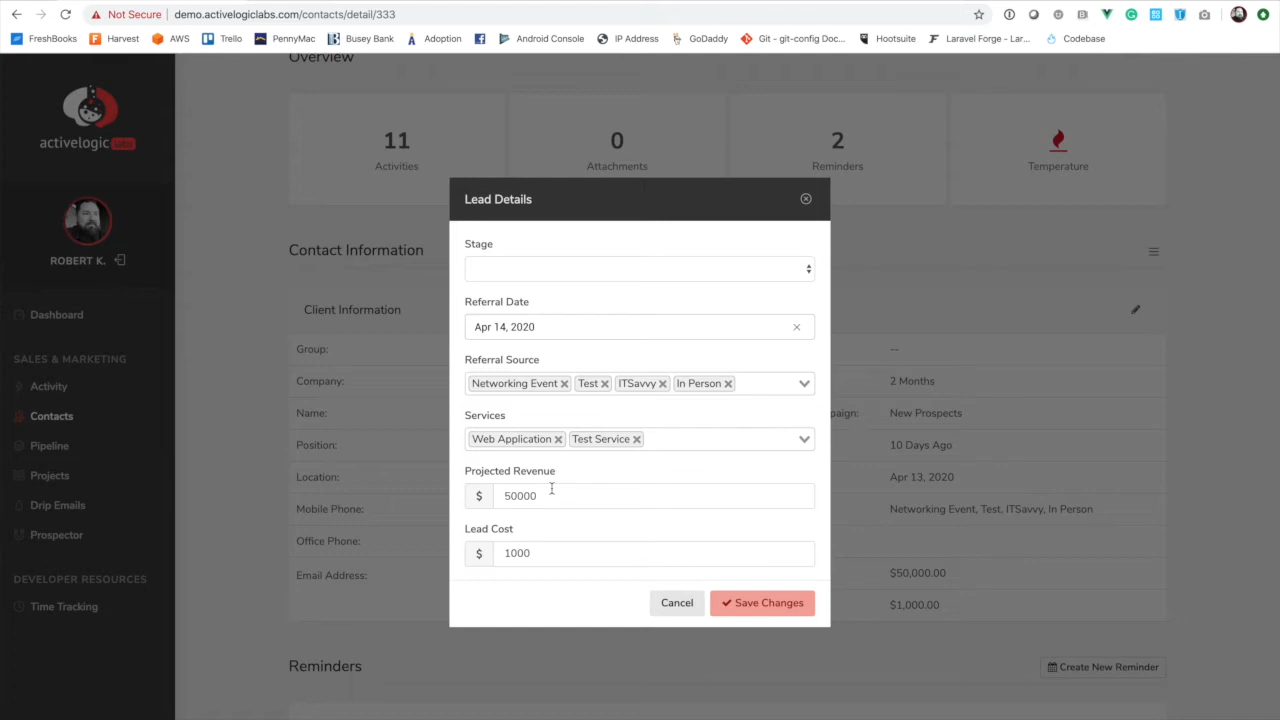 Not Secure demo.activelogiclabs.com/contacts/detail/333
FreshBooks Harvest AWS Trello PennyMac Busey Bank Adoption Android Console IP Address GoDaddy Git - git-config Doc... Hootsuite Laravel Forge - Lar... Codebase
Overview
11
Activities
0
Attachments
2
Reminders
Temperature
activelogic labs
ROBERT K.
Dashboard
SALES & MARKETING
Activity
Contacts
Pipeline
Projects
Drip Emails
Prospector
DEVELOPER RESOURCES
Time Tracking
Contact Information
Client Information
Group: --
Company: 2 Months
Name: paign: New Prospects
Position: 10 Days Ago
Location: Apr 13, 2020
Mobile Phone: Networking Event, Test, ITSavvy, In Person
Office Phone:
Email Address: $50,000.00
$1,000.00
Reminders
Create New Reminder
Lead Details
Stage
Referral Date
Apr 14, 2020
Referral Source
Networking Event Test ITSavvy In Person
Services
Web Application Test Service
Projected Revenue
$ 50000
Lead Cost
$ 1000
Cancel Save Changes